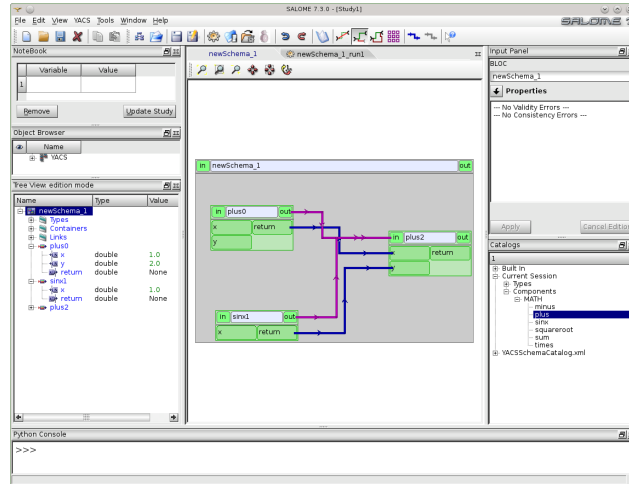 SALOME 7.3.0 - [Study1]
File Edit View YACS Tools Window Help
SALOME 7
NoteBook
Variable Value
1
Remove Update Study
Object Browser
Name
YACS
Tree View: edition mode
Name Type Value
newSchema_1
Types
Containers
Links
plus0
x double 1.0
y double 2.0
return double None
sinx1
x double 1.0
return double None
plus2
newSchema_1 newSchema_1_run1
in newSchema_1 out
in plus0 out
x return
y
in plus2 out
x return
y
in sinx1 out
x return
Input Panel
BLOC
newSchema_1
Properties
--- No Validity Errors ---
--- No Consistency Errors ---
Apply Cancel Edition
Catalogs
1
Built In
Current Session
Types
Components
MATH
minus
plus
sinx
squareroot
sum
times
YACSSchemaCatalog.xml
Python Console
>>>